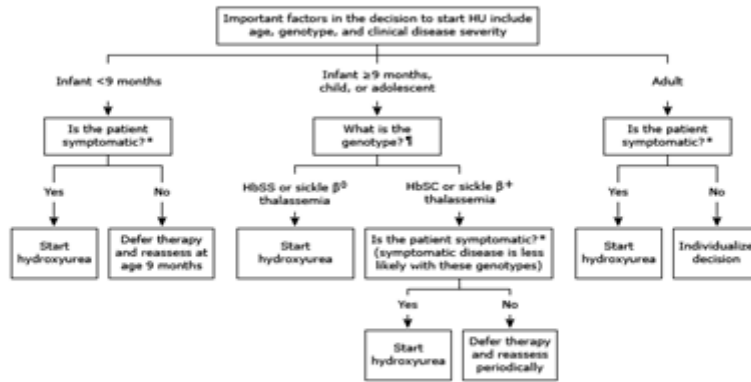 Important factors in the decision to start HU include
age, genotype, and clinical disease severity
Infant <9 months
Infant ≥9 months,
child, or adolescent
Adult
Is the patient
symptomatic?*
What is the
genotype?¶
Is the patient
symptomatic?*
Yes
No
HbSS or sickle β⁰
thalassemia
HbSC or sickle β⁺
thalassemia
Yes
No
Start
hydroxyurea
Defer therapy
and reassess at
age 9 months
Start
hydroxyurea
Is the patient symptomatic?*
(symptomatic disease is less
likely with these genotypes)
Start
hydroxyurea
Individualize
decision
Yes
No
Start
hydroxyurea
Defer therapy
and reassess
periodically